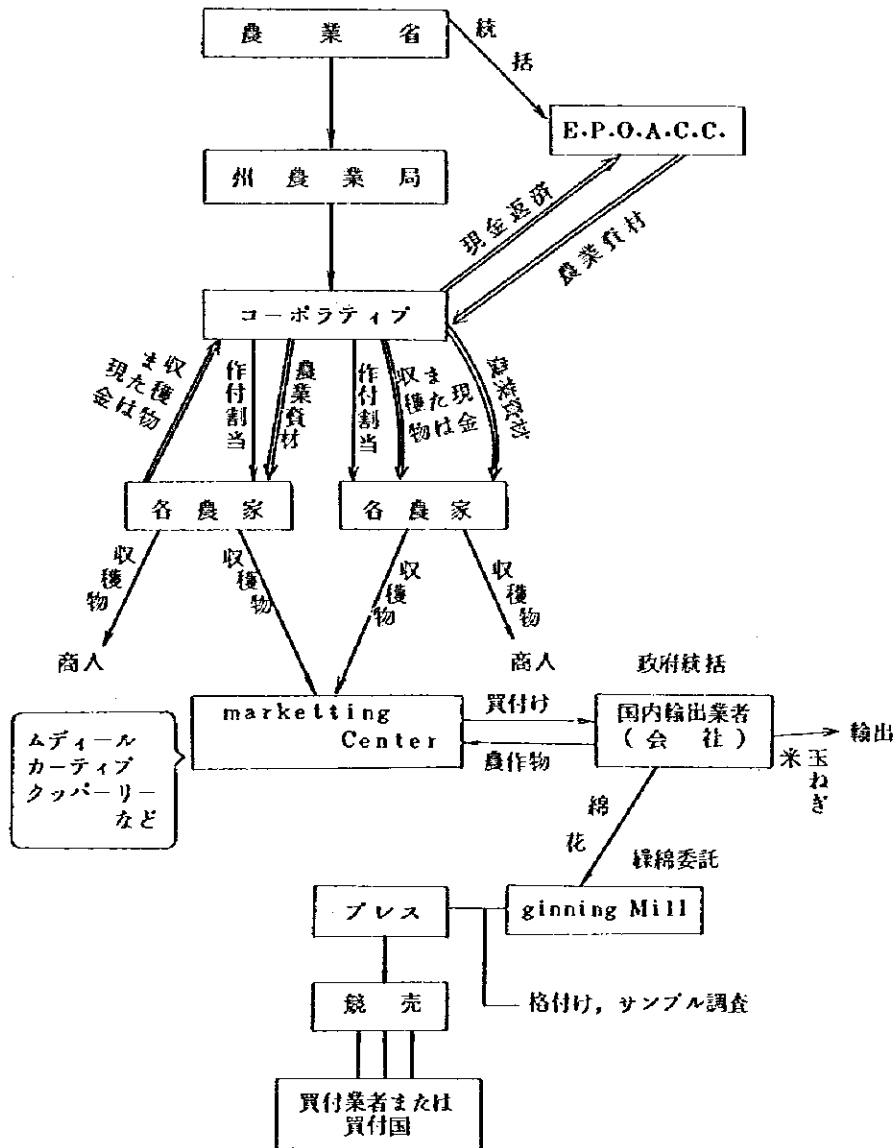 農業省
統括
E.P.O.A.C.C.
州農業局
現金返済
農業資材
コーポラティブ
収穫物
または
現金
作付割当
農業資材
作付割当
収穫物
または
現金
農業資材
各農家
各農家
収穫物
収穫物
収穫物
収穫物
商人
商人
政府統括
marketting
Center
買付け
農作物
国内輸出業者
(会社)
輸出
玉ねぎ
米
ムディール
カーティブ
クッパーリー
など
綿花
繰綿委託
プレス
ginning Mill
競売
格付け,サンプル調査
買付業者または
買付国